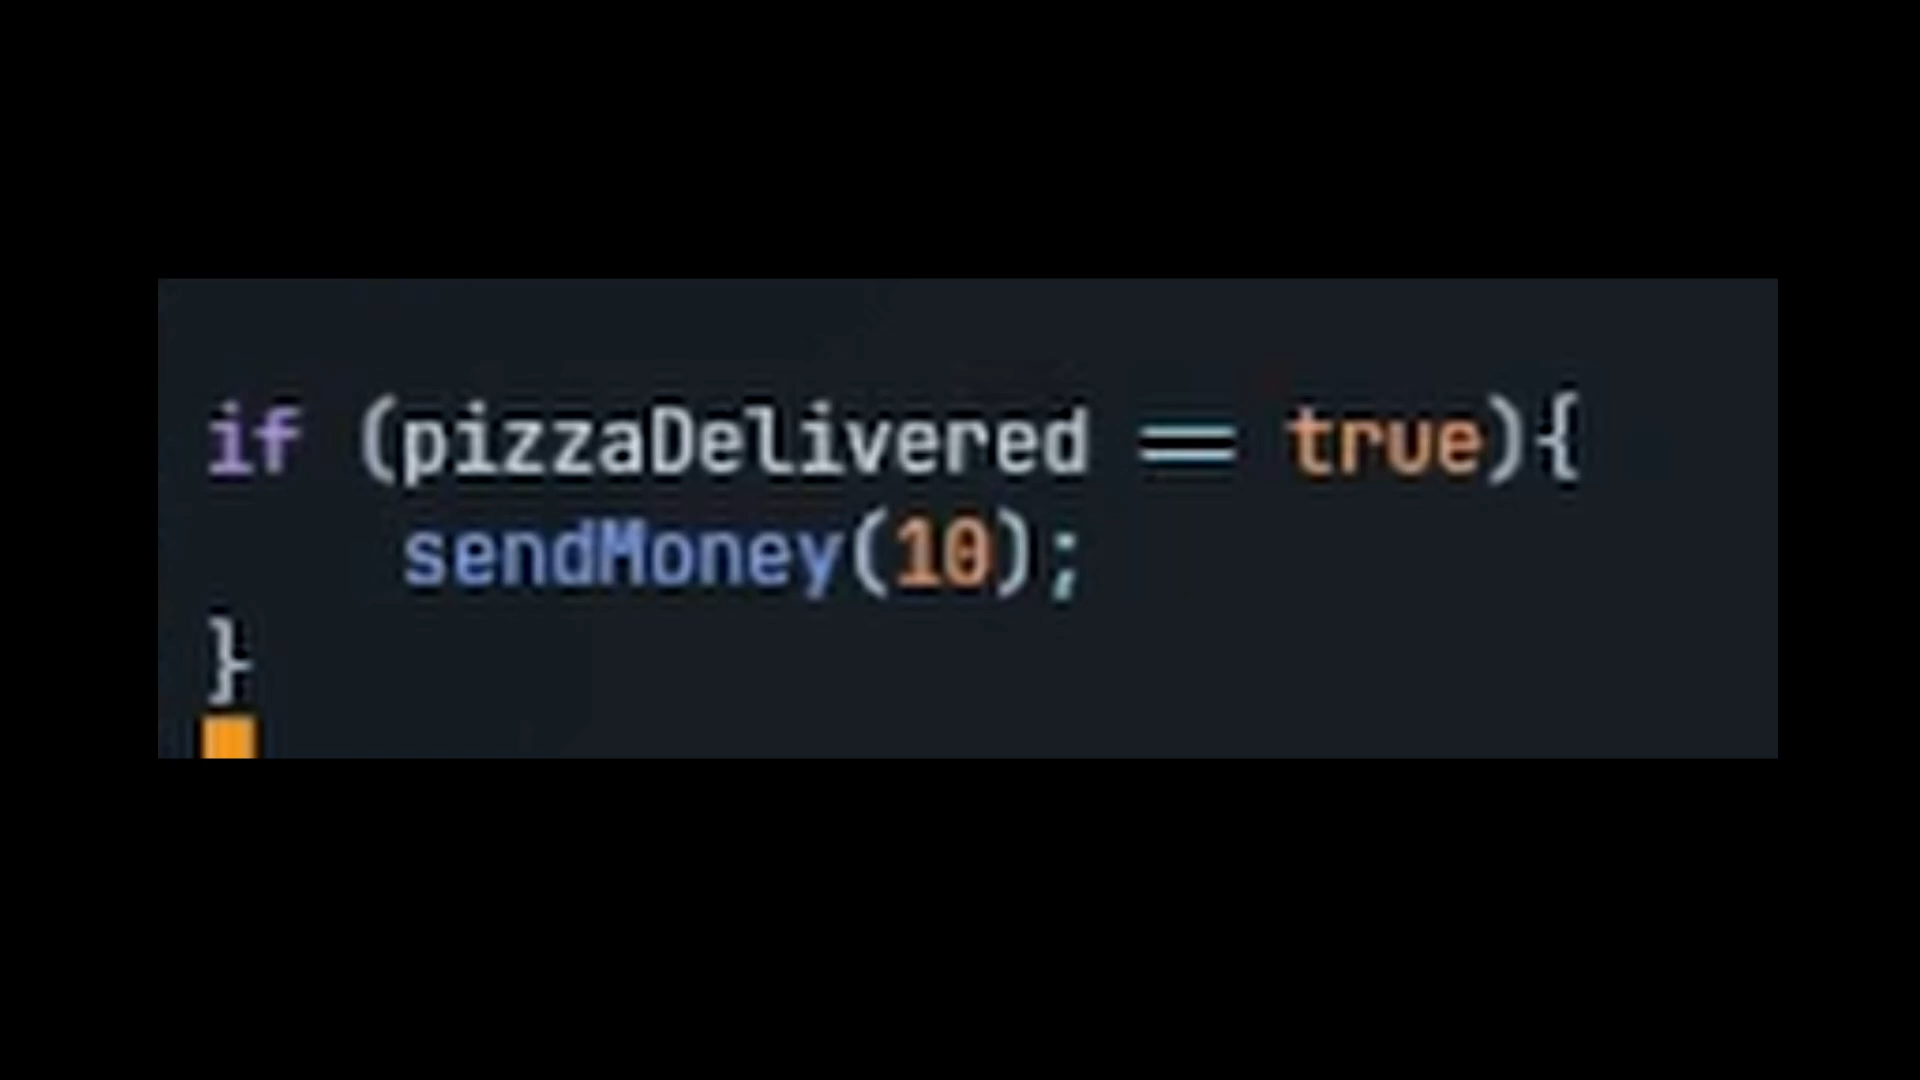 if (pizzaDelivered == true){
    sendMoney(10);
}